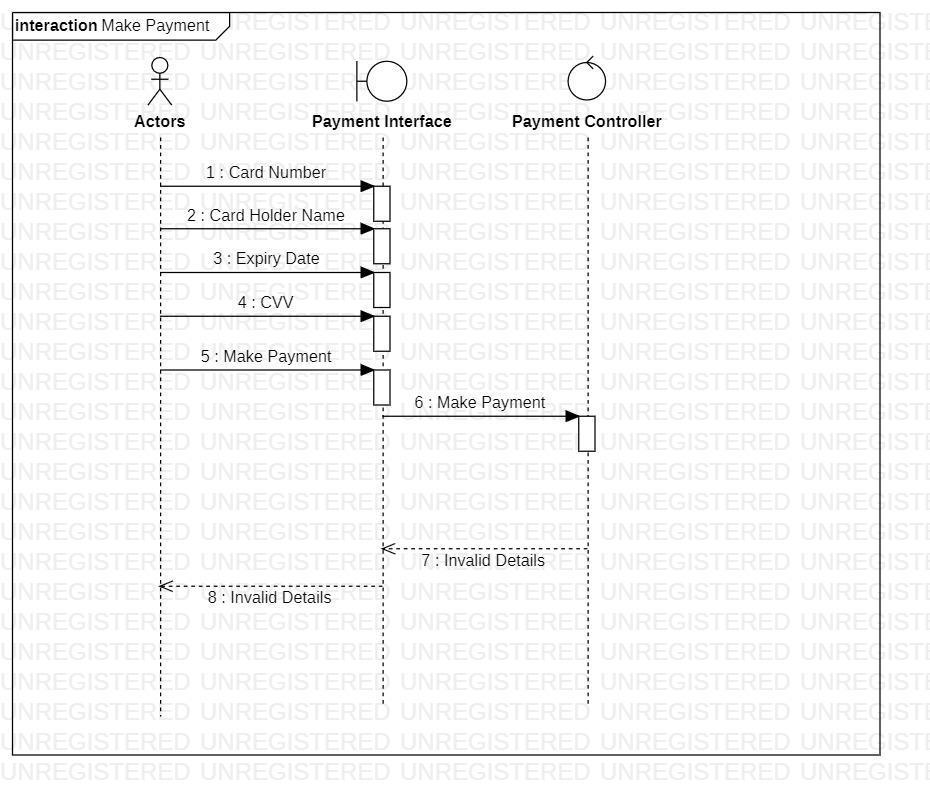 interaction Make Payment
Actors
Payment Interface
Payment Controller
1 : Card Number
2 : Card Holder Name
3 : Expiry Date
4 : CVV
5 : Make Payment
6 : Make Payment
7 : Invalid Details
8 : Invalid Details
UNREGISTERED